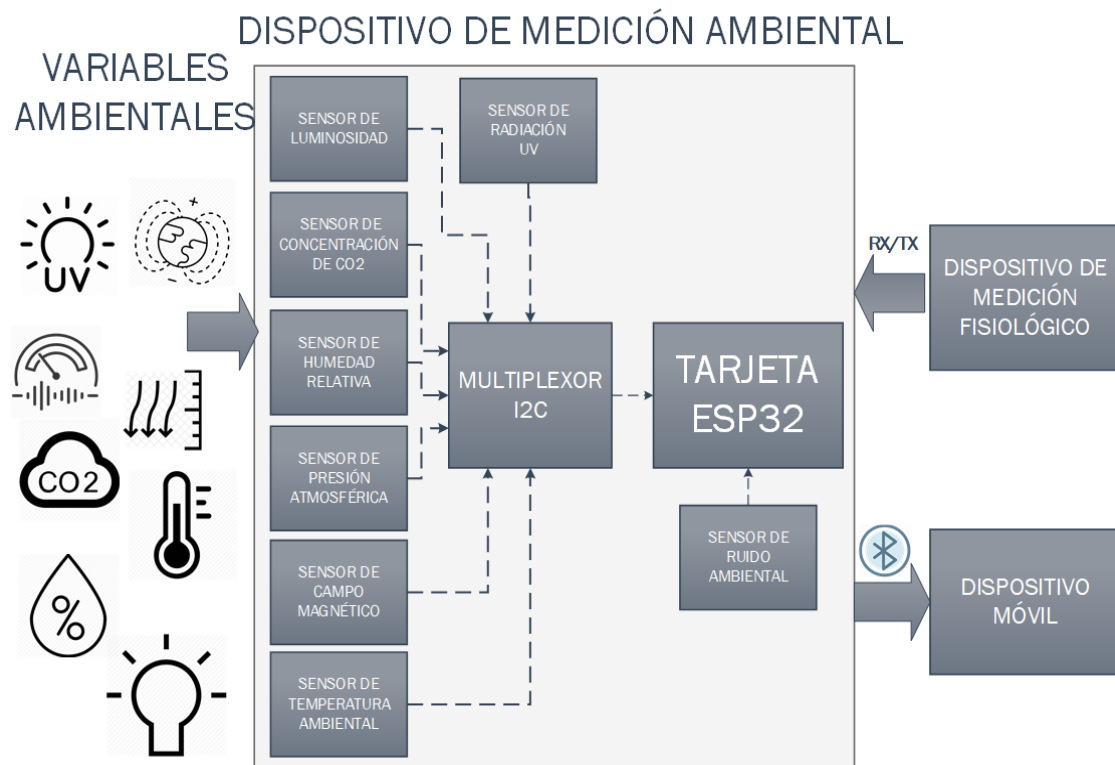 DISPOSITIVO DE MEDICIÓN AMBIENTAL
VARIABLES
AMBIENTALES
UV
+
-
CO2
%
SENSOR DE
LUMINOSIDAD
SENSOR DE
RADIACIÓN
UV
SENSOR DE
CONCENTRACIÓN
DE CO2
SENSOR DE
HUMEDAD
RELATIVA
SENSOR DE
PRESIÓN
ATMOSFÉRICA
SENSOR DE
CAMPO
MAGNÉTICO
SENSOR DE
TEMPERATURA
AMBIENTAL
MULTIPLEXOR
I2C
TARJETA
ESP32
SENSOR DE
RUIDO
AMBIENTAL
RX/TX
DISPOSITIVO DE
MEDICIÓN
FISIOLÓGICO
DISPOSITIVO
MÓVIL